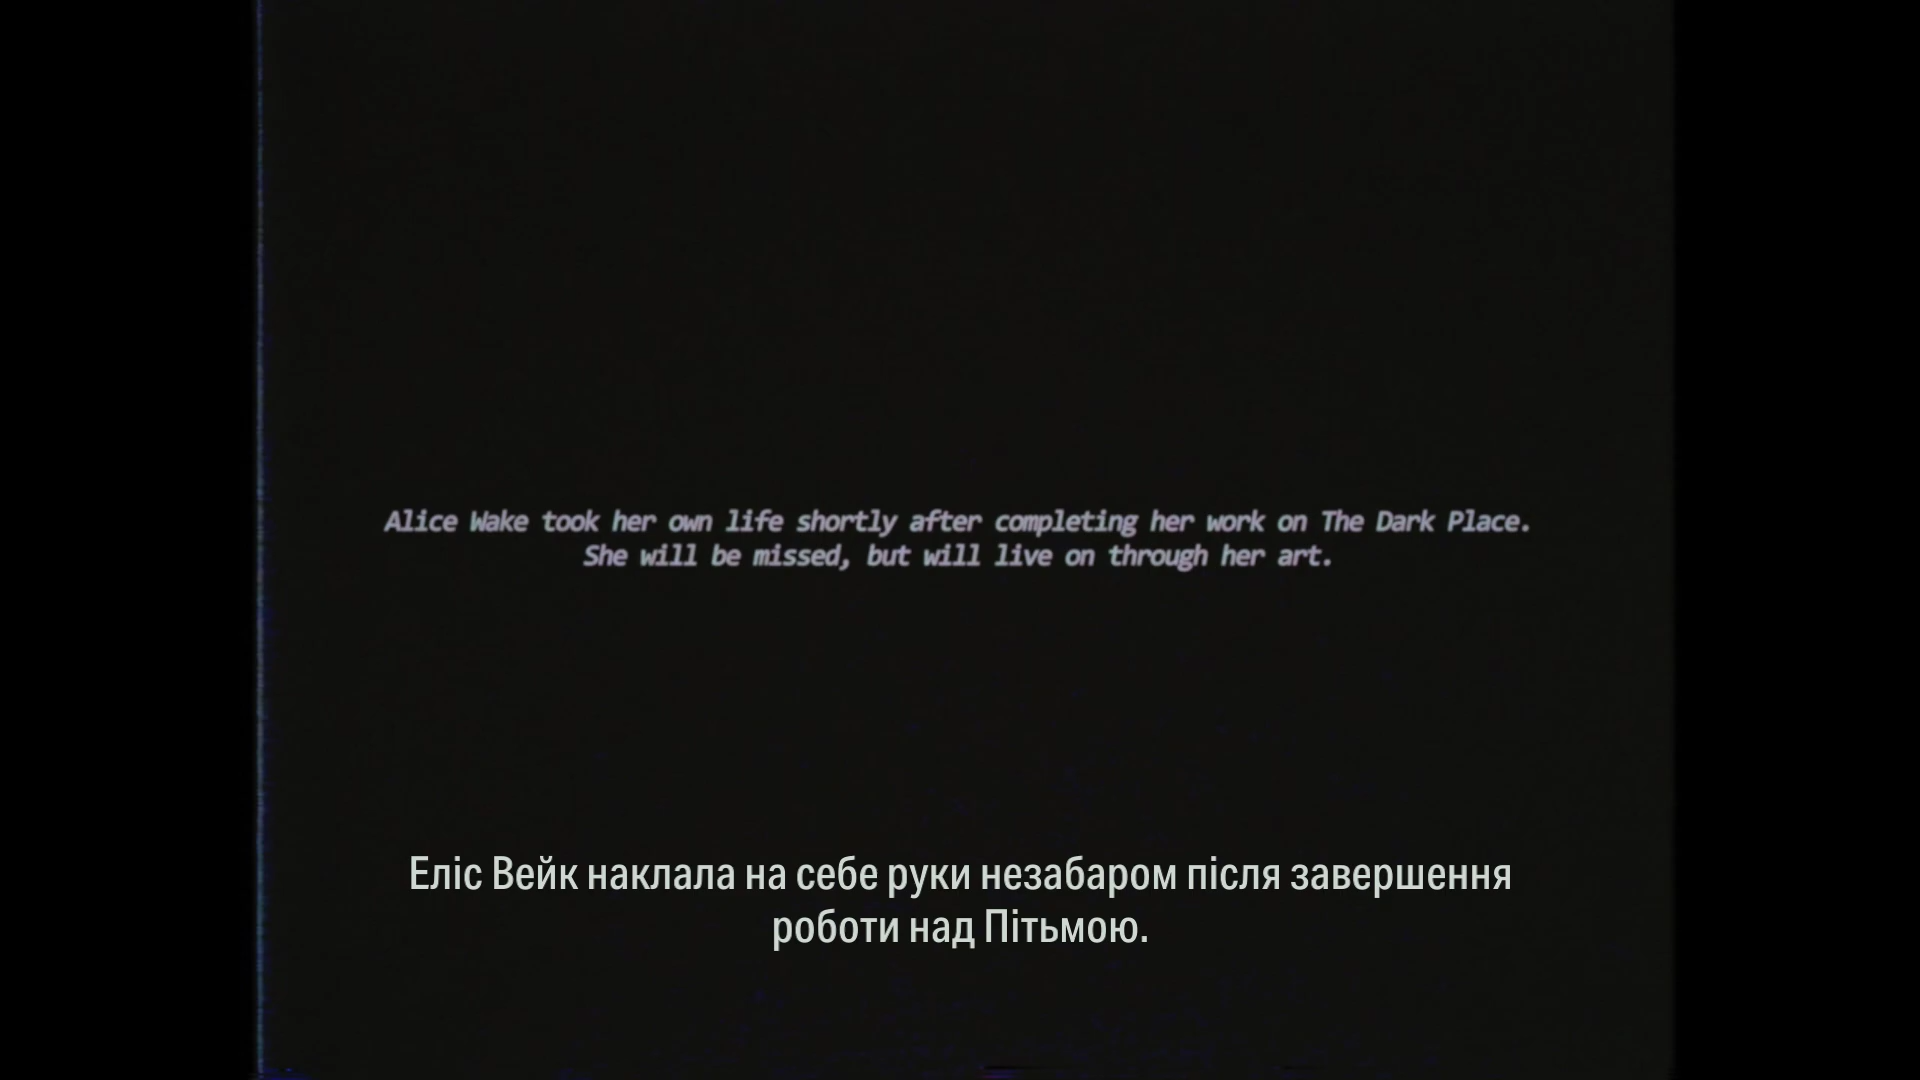 Alice Wake took her own life shortly after completing her work on The Dark Place.
She will be missed, but will live on through her art.
Еліс Вейк наклала на себе руки незабаром після завершення
роботи над Пітьмою.